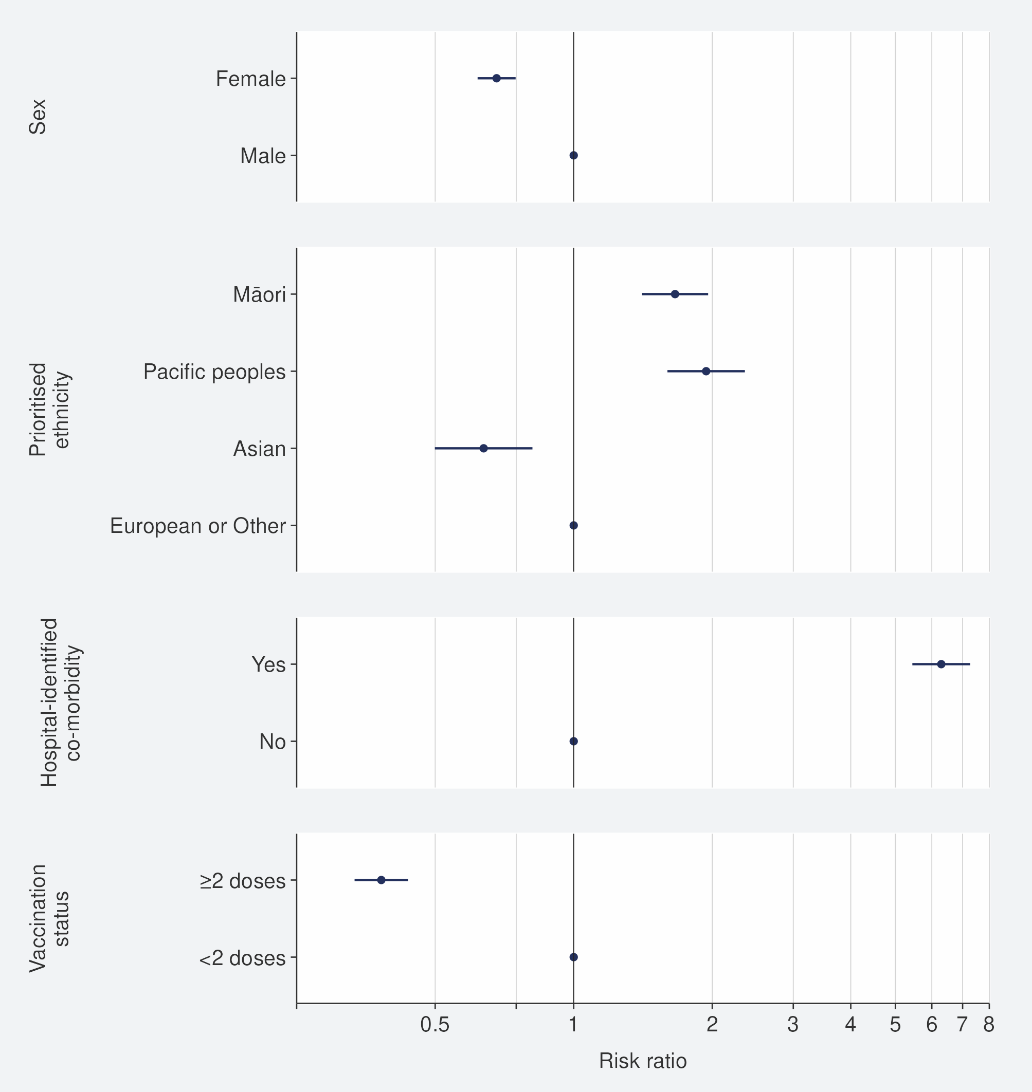 Sex
Female
Male
Prioritised
ethnicity
Māori
Pacific peoples
Asian
European or Other
Hospital-identified
co-morbidity
Yes
No
Vaccination
status
≥2 doses
<2 doses
0.5 1 2 3 4 5 6 7 8
Risk ratio